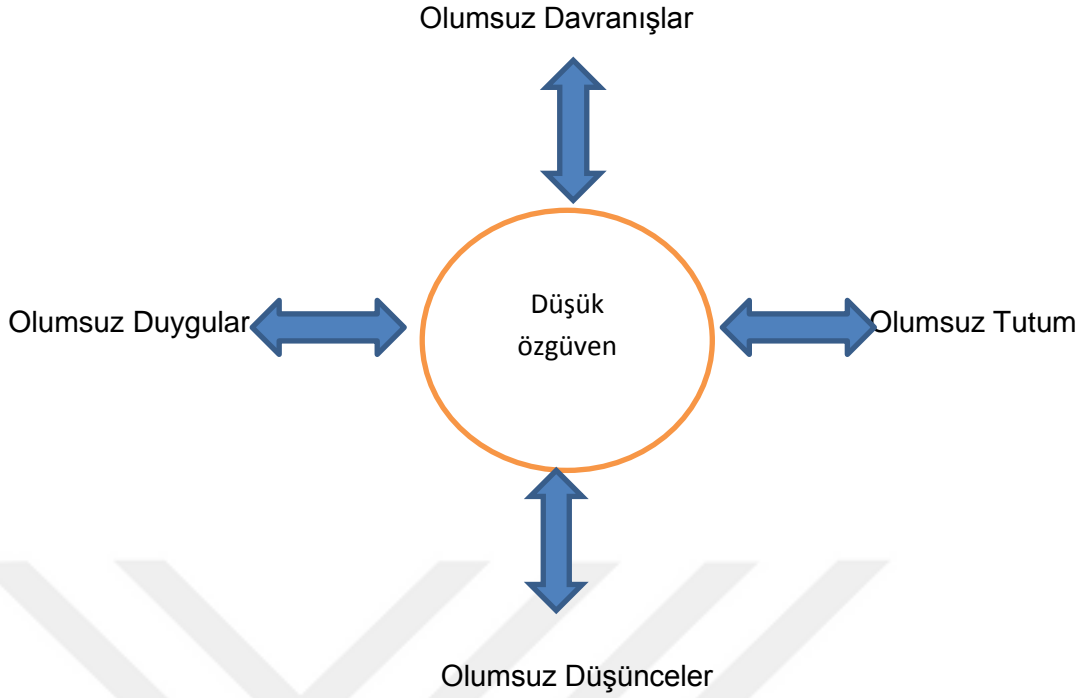 Olumsuz Davranışlar
Düşük
özgüven
Olumsuz Duygular
Olumsuz Tutum
Olumsuz Düşünceler